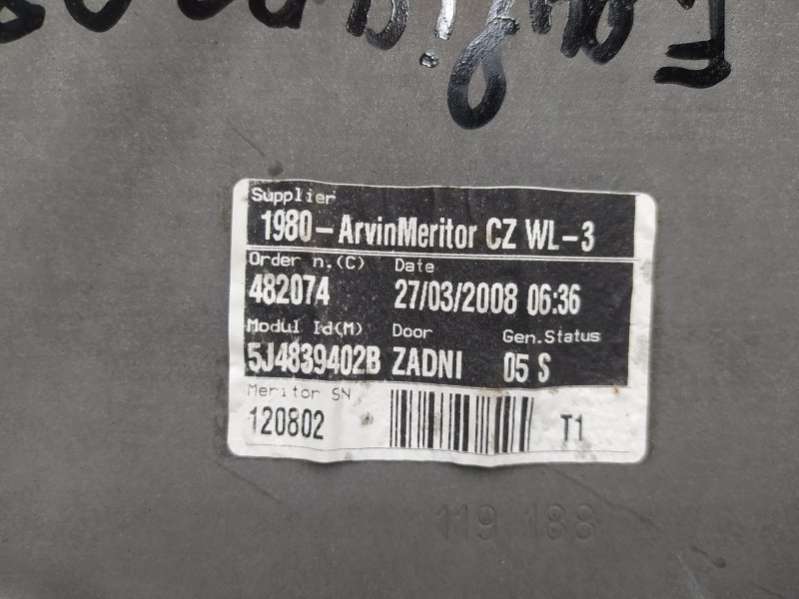 Supplier
1980-ArvinMeritor CZ WL-3
Order n.(C) Date
482074 27/03/2008 06:36
Modul Id(M) Door Gen.Status
5J4839402B ZADNI 05 S
Meritor SN
120802 T1
119 188